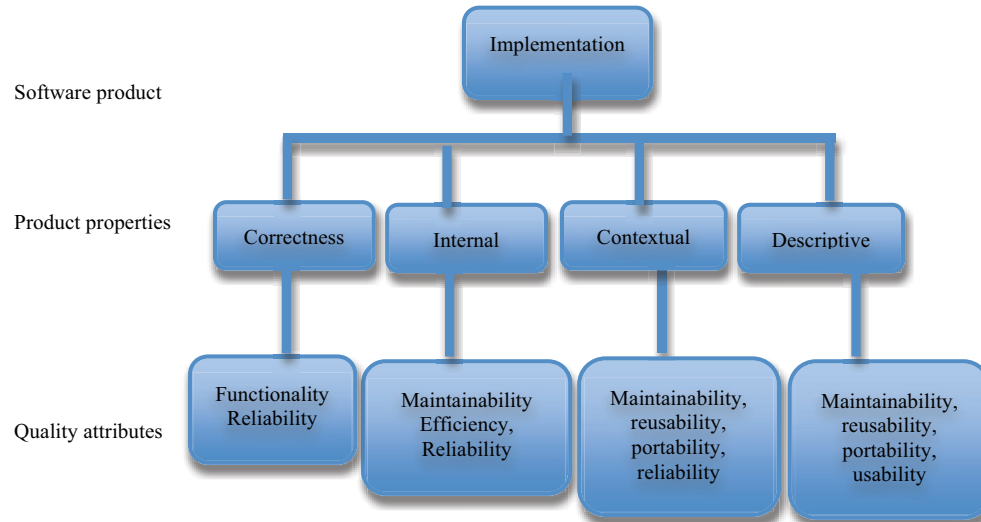 Implementation
Software product
Product properties
Correctness
Internal
Contextual
Descriptive
Quality attributes
Functionality
Reliability
Maintainability
Efficiency,
Reliability
Maintainability,
reusability,
portability,
reliability
Maintainability,
reusability,
portability,
usability